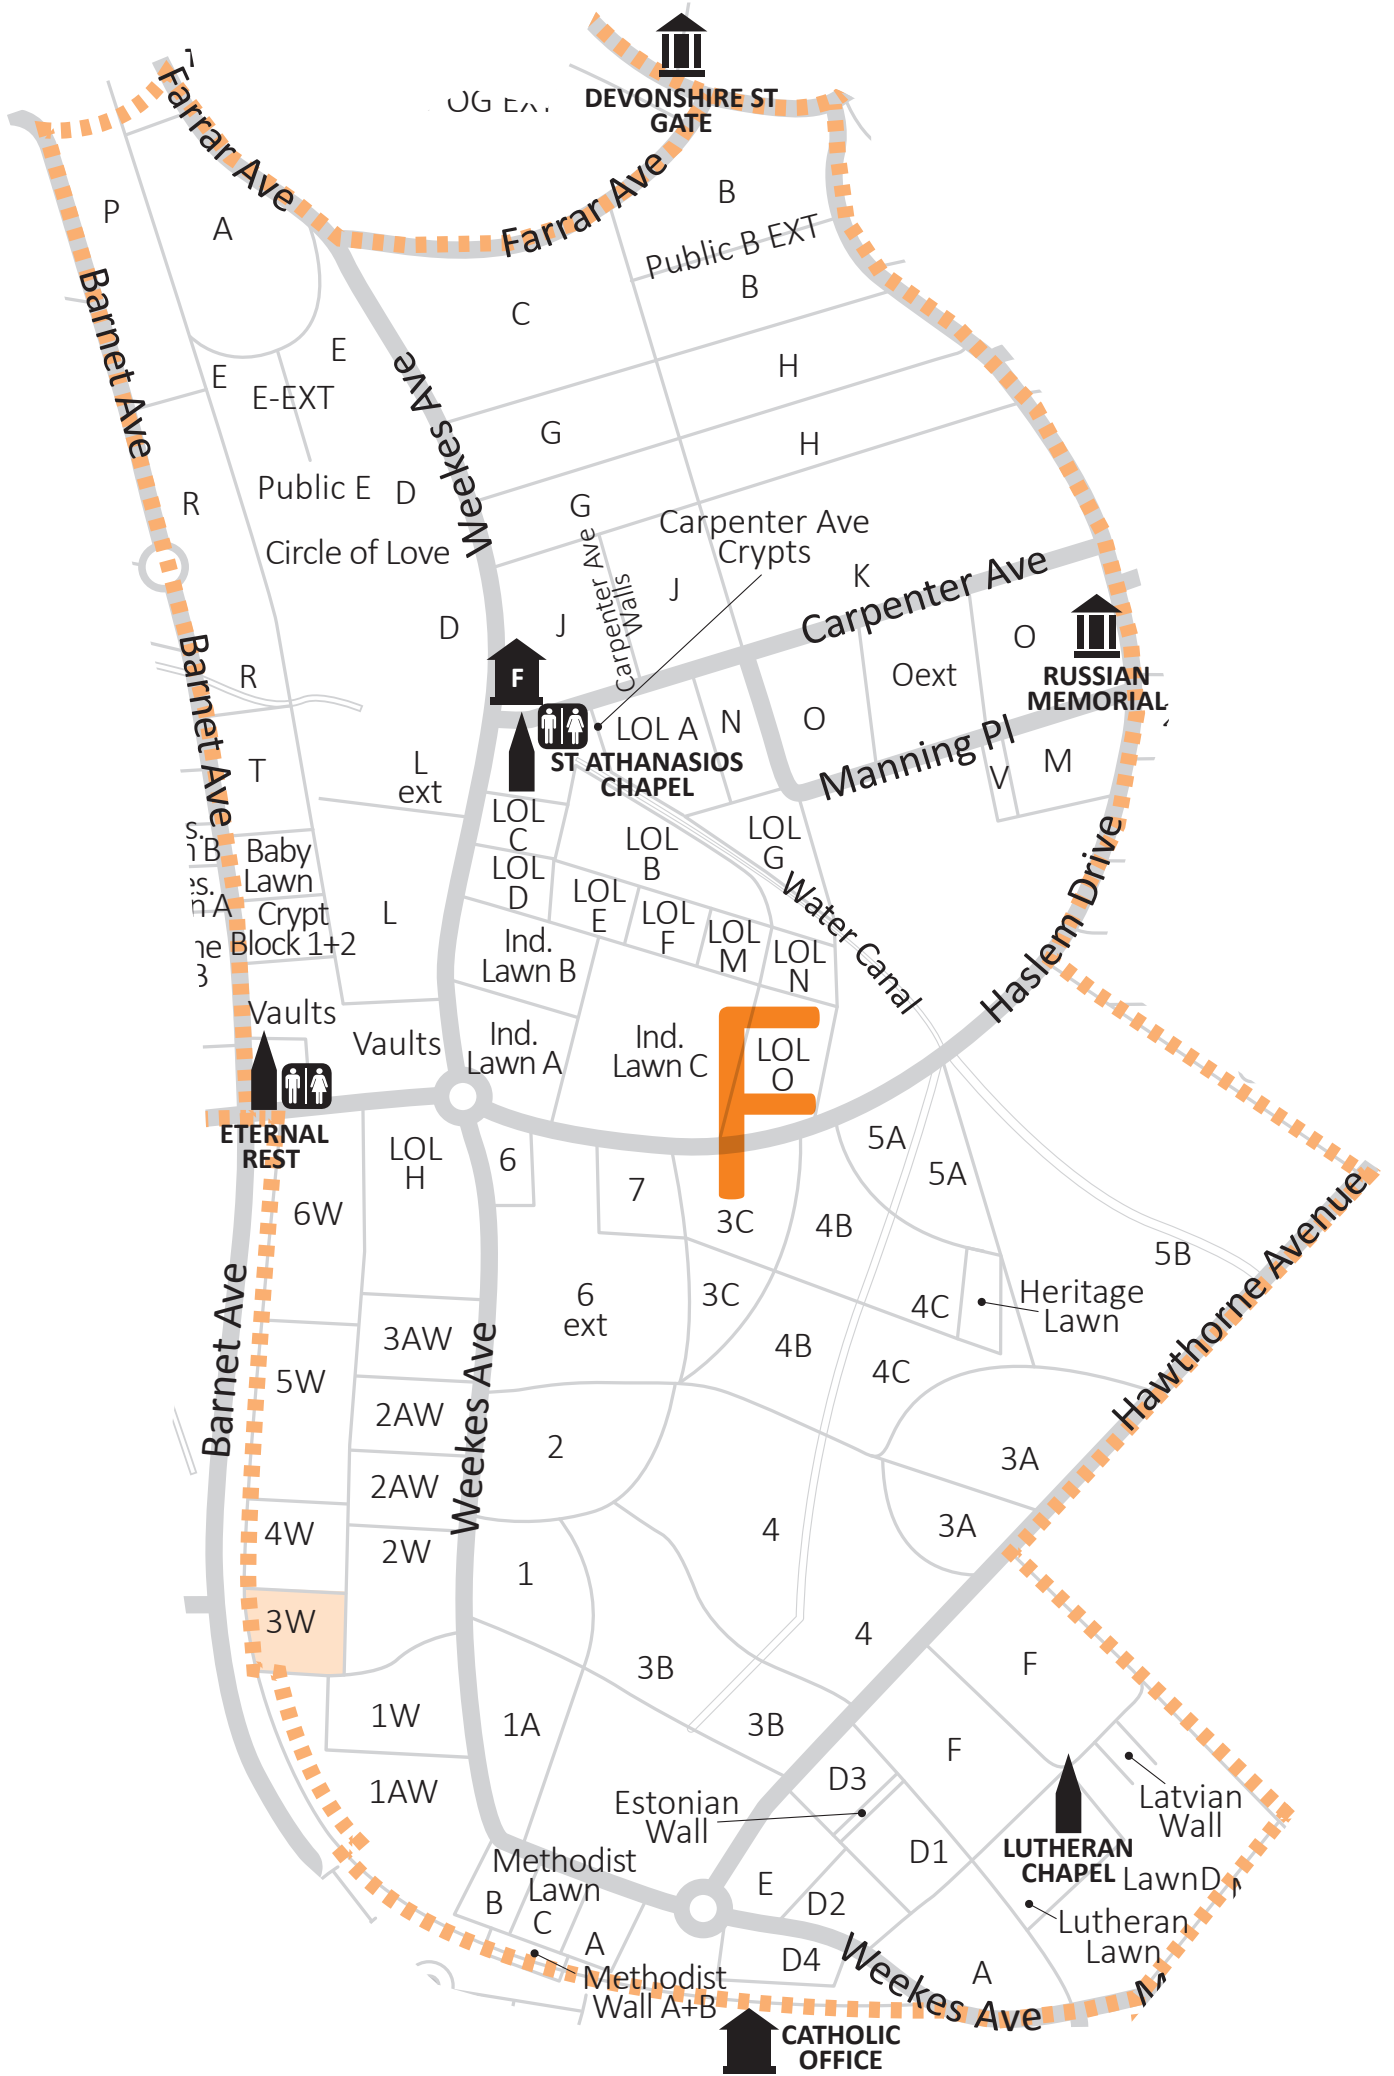 DEVONSHIRE ST
GATE
Farrar Ave
Farrar Ave
P
A
B
Public B EXT
B
C
Barnet Ave
E
E
E-EXT
Weekes Ave
H
G
H
R
Public E
D
G
Circle of Love
Carpenter Ave
Crypts
Carpenter Ave
Walls
K
Carpenter Ave
J
J
D
O
Oext
F
RUSSIAN
MEMORIAL
Barnet Ave
R
LOL A
N
O
Manning Pl
V
M
ST ATHANASIOS
CHAPEL
T
L
ext
LOL
C
LOL
B
LOL
G
Baby
Lawn
LOL
D
LOL
E
LOL
F
LOL
M
LOL
N
Water Canal
Haslem Drive
Crypt
Block 1+2
L
Ind.
Lawn B
Vaults
Vaults
Ind.
Lawn A
Ind.
Lawn C
F
LOL
O
ETERNAL
REST
LOL
H
6
7
5A
5A
6W
3C
4B
5B
Hawthorne Avenue
Barnet Ave
6
ext
3C
4C
Heritage
Lawn
3AW
Weekes Ave
4B
4C
5W
2AW
2
3A
2AW
4W
2W
4
3A
1
3W
4
3B
F
1W
1A
3B
F
1AW
D3
Estonian
Wall
Latvian
Wall
D1
LUTHERAN
CHAPEL
LawnD
Methodist
Lawn
B
C
A
E
D2
Lutheran
Lawn
D4
Weekes Ave
A
Methodist
Wall A+B
CATHOLIC
OFFICE